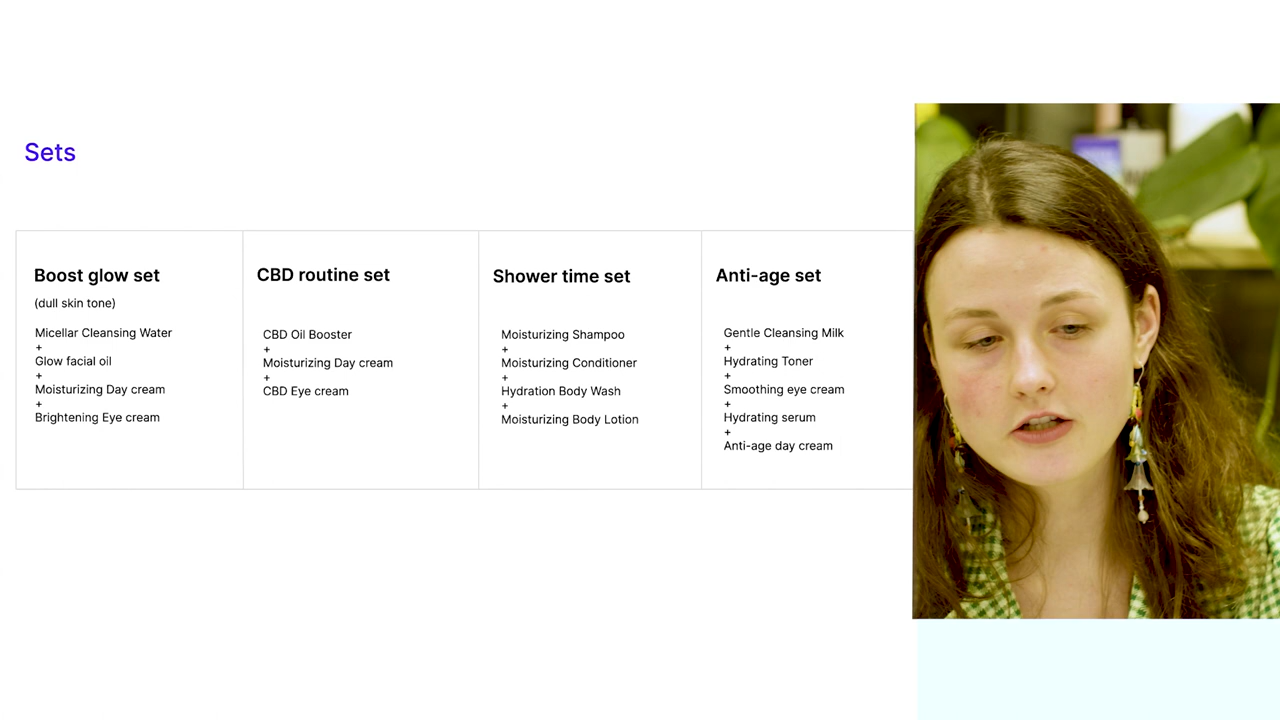 Sets
Boost glow set
(dull skin tone)
Micellar Cleansing Water
+
Glow facial oil
+
Moisturizing Day cream
+
Brightening Eye cream
CBD routine set
CBD Oil Booster
+
Moisturizing Day cream
+
CBD Eye cream
Shower time set
Moisturizing Shampoo
+
Moisturizing Conditioner
+
Hydration Body Wash
+
Moisturizing Body Lotion
Anti-age set
Gentle Cleansing Milk
+
Hydrating Toner
+
Smoothing eye cream
+
Hydrating serum
+
Anti-age day cream